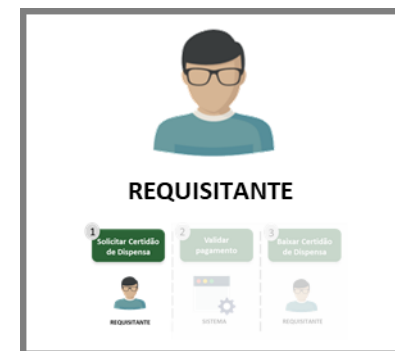 REQUISITANTE
1
Solicitar Certidão
de Dispensa
2
Validar
pagamento
3
Baixar Certidão
de Dispensa
REQUISITANTE
SISTEMA
REQUISITANTE